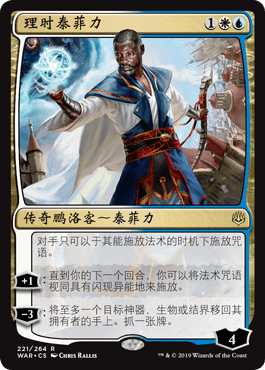 理时泰菲力
1
传奇鹏洛客～泰菲力
对手只可以于其能施放法术的时机下施放咒
语。
+1：直到你的下一个回合，你可以将法术咒语
视同具有闪现异能地来施放。
-3：将至多一个目标神器，生物或结界移回其
拥有者的手上。抓一张牌。
4
221/264 R
WAR • CS CHRIS RALLIS
™ & © 2019 Wizards of the Coast